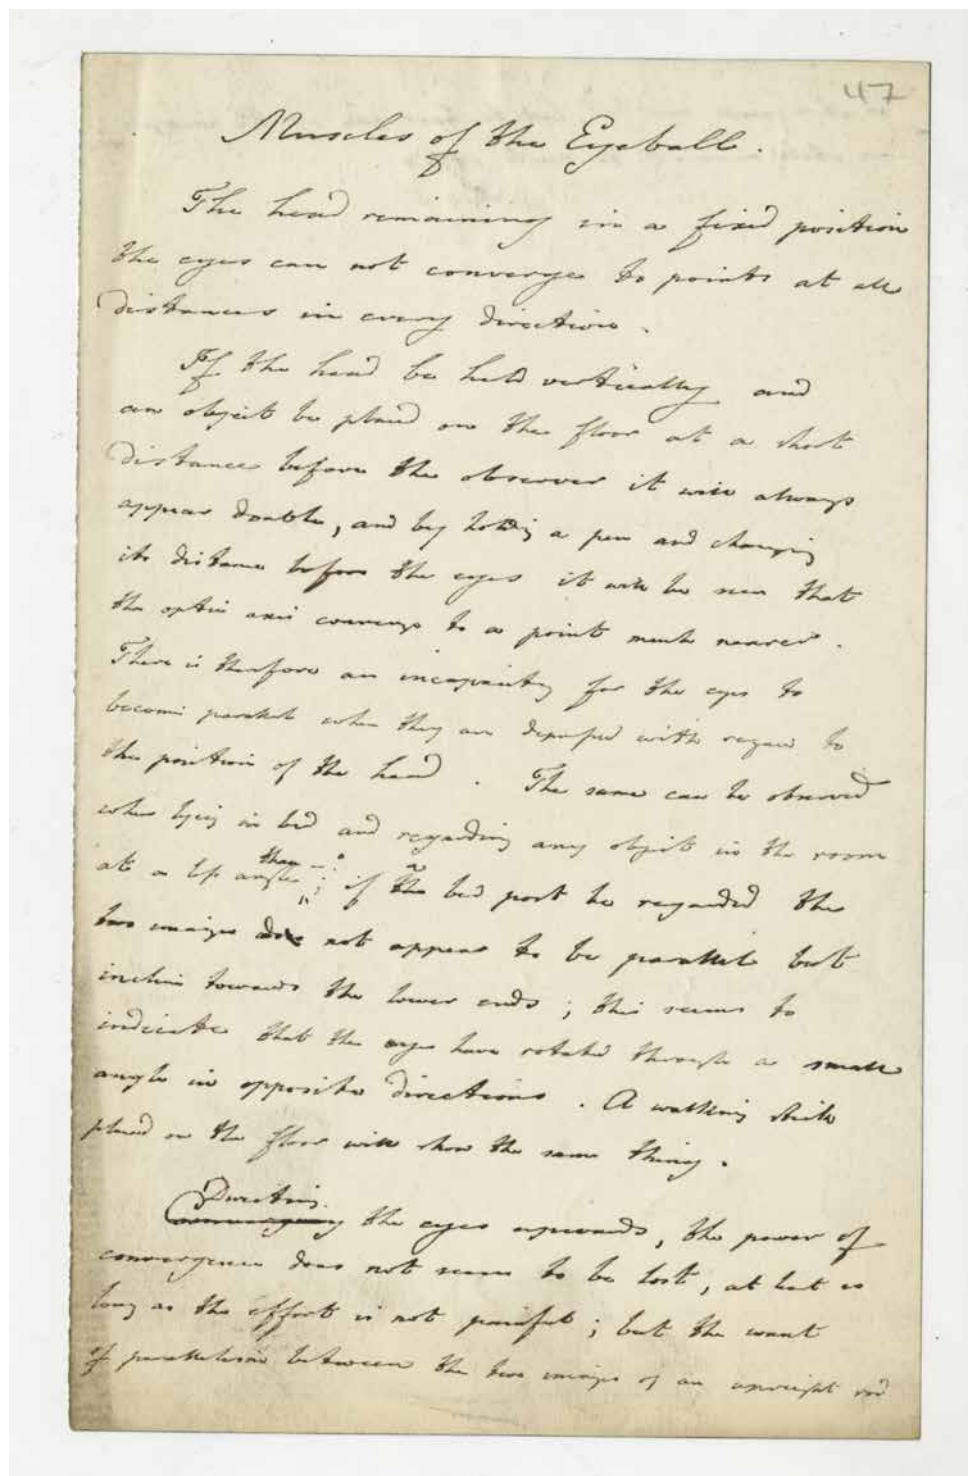 47
Muscles of the Eyeball.
The head remaining in a fixed position
the eyes can not converge to points at all
distances in every direction.
If the head be held vertically and
an object be placed on the floor at a short
distance before the observer it will always
appear double, and by holding a pen and changing
its distance before the eyes it will be seen that
the optic axis converge to a point much nearer.
There is therefore an incapacity for the eyes to
become parallel when they are depressed with regard to
the position of the head. The same can be observed
when lying in bed and regarding any object in the room
at a less angle than ; if the bed post be regarded the
two images do not appear to be parallel but
incline towards the lower ends; this seems to
indicate that the eyes have rotated through a small
angle in opposite directions. A walking stick
placed on the floor will show the same thing.
Directing
converging the eyes upwards, the power of
convergence does not seem to be lost, at least as
long as the effort is not painful; but the want
of parallelism between the two images of an upright rod